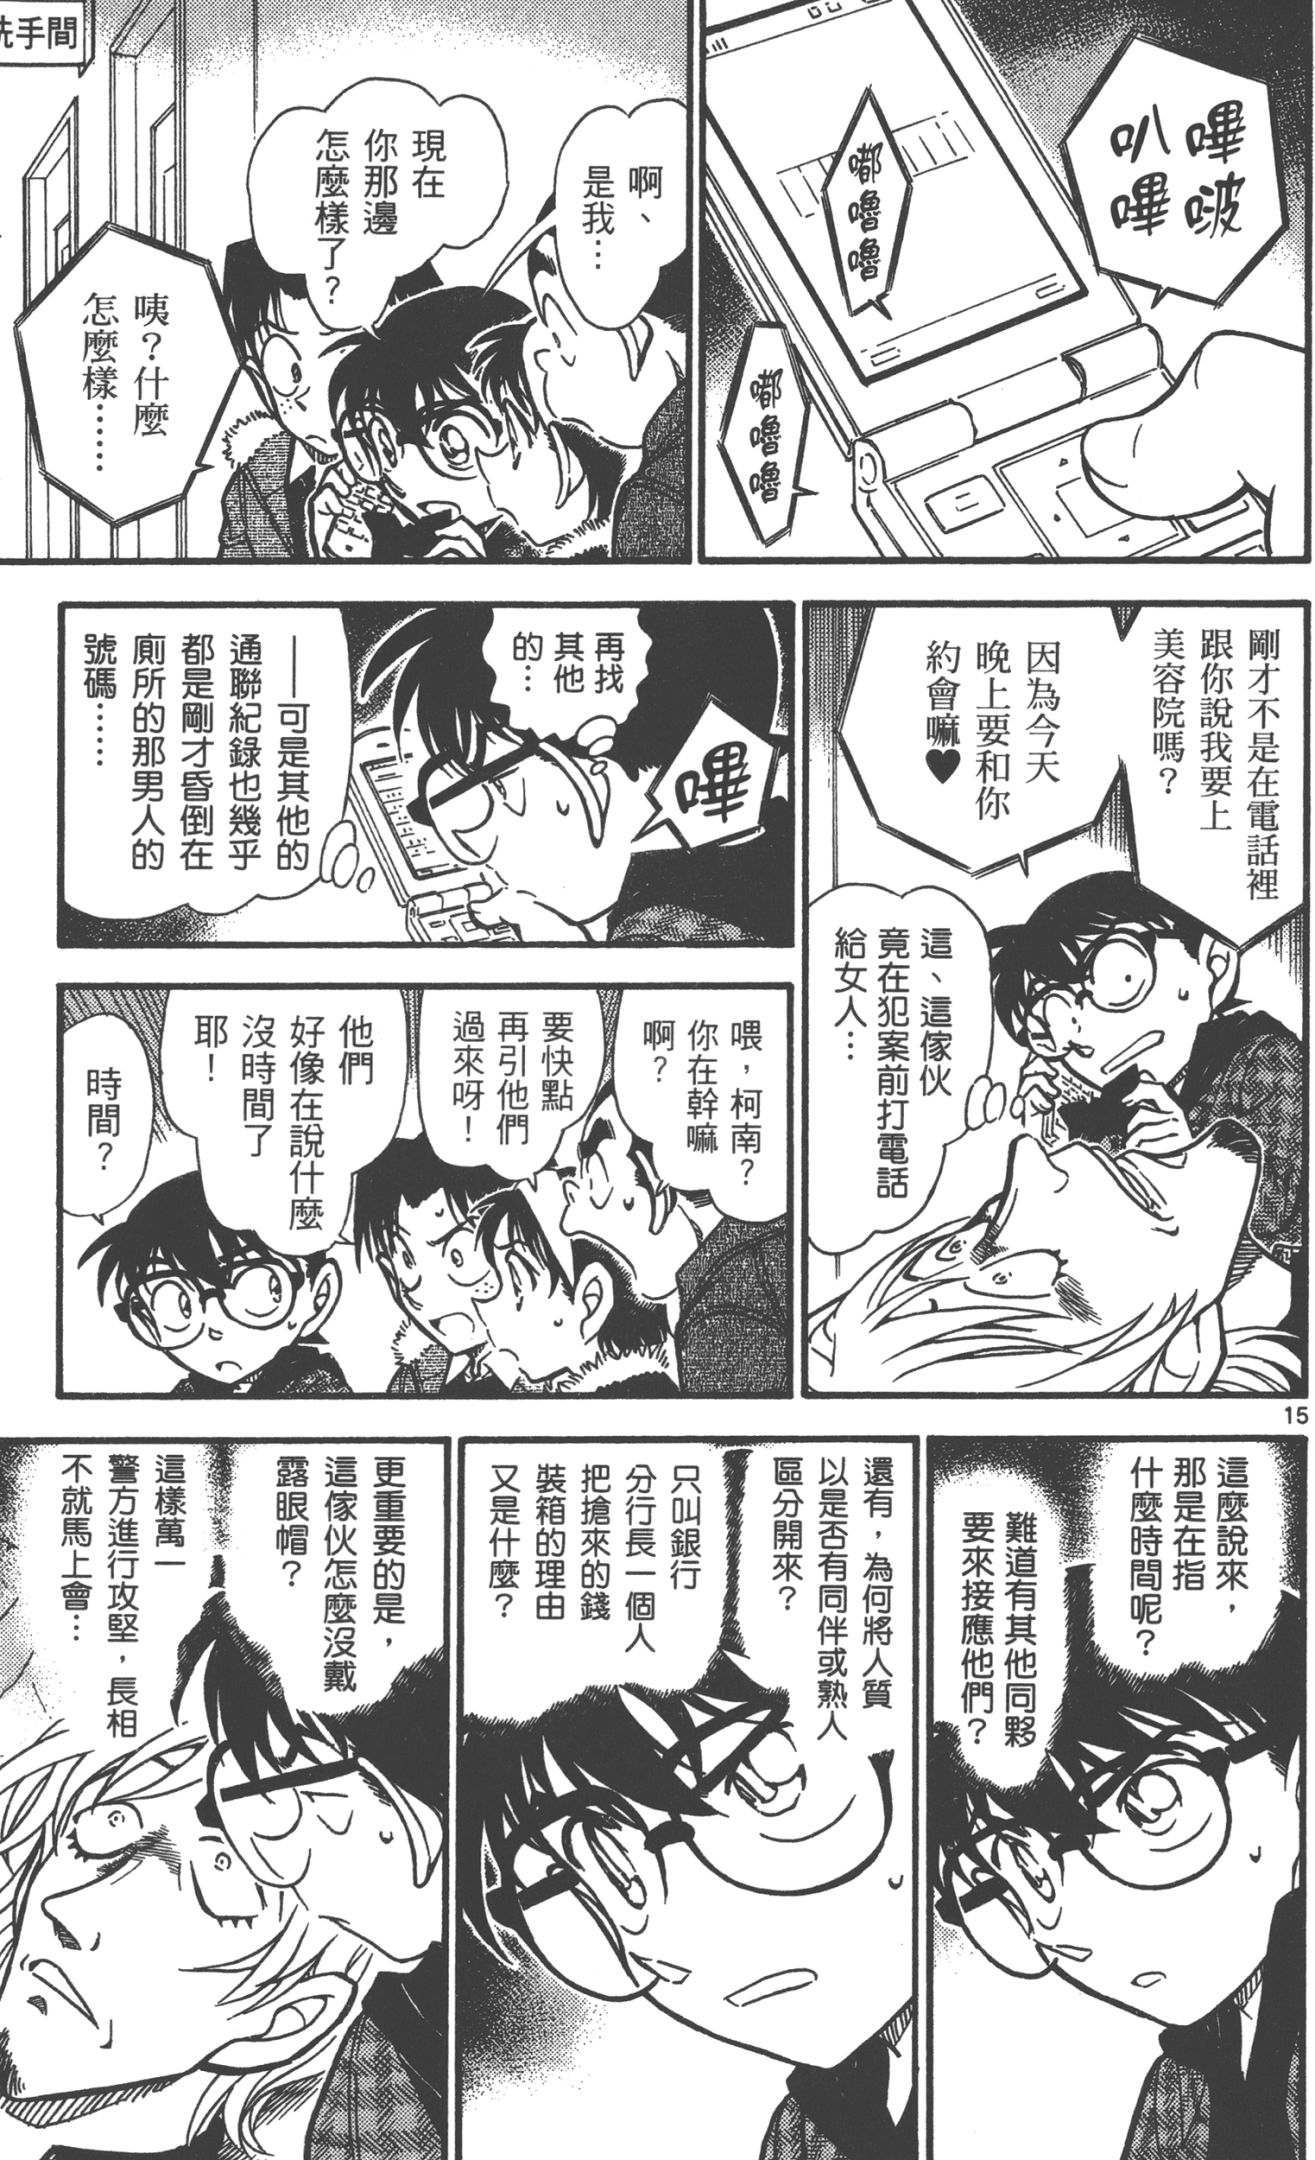 嗶啵
叭嗶
嘟嚕嚕
嘟嚕嚕
洗手間
啊、
是我…
現在
你那邊
怎麼樣了？
咦？什麼
怎麼樣……
剛才不是在電話裡
跟你說我要上
美容院嗎？
因為今天
晚上要和你
約會嘛♥
這、這傢伙
竟在犯案前打電話
給女人…
再找
其他
的…
嗶
——可是其他的
通聯紀錄也幾乎
都是剛才昏倒在
廁所的那男人的
號碼……
喂，柯南？
你在幹嘛
啊？
要快點
再引他們
過來呀！
他們
好像在說什麼
沒時間了
耶！
時間？
15
這麼說來，
那是在指
什麼時間呢？
難道有其他同夥
要來接應他們？
還有，為何將人質
以是否有同伴或熟人
區分開來？
只叫銀行
分行長一個人
把搶來的錢
裝箱的理由
又是什麼？
更重要的是，
這傢伙怎麼沒戴
露眼帽？
這樣萬一
警方進行攻堅，長相
不就馬上會…